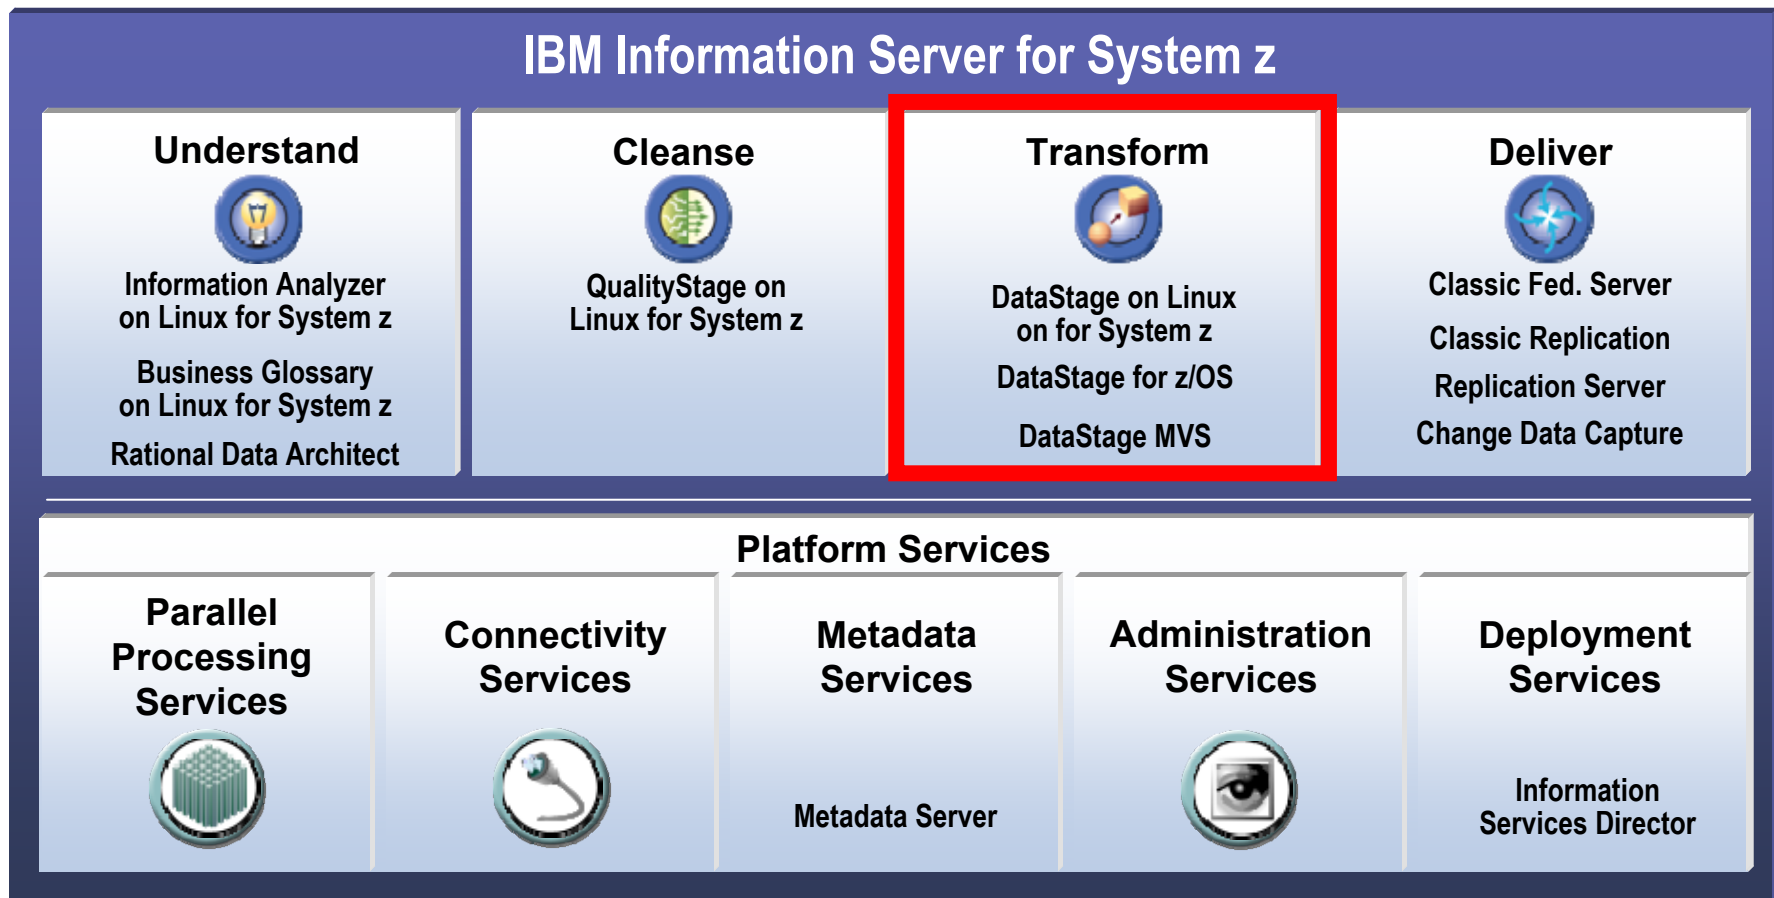 IBM Information Server for System z
Understand
Information Analyzer
on Linux for System z
Business Glossary
on Linux for System z
Rational Data Architect
Cleanse
QualityStage on
Linux for System z
Transform
DataStage on Linux
on for System z
DataStage for z/OS
DataStage MVS
Deliver
Classic Fed. Server
Classic Replication
Replication Server
Change Data Capture
Platform Services
Parallel
Processing
Services
Connectivity
Services
Metadata
Services
Metadata Server
Administration
Services
Deployment
Services
Information
Services Director